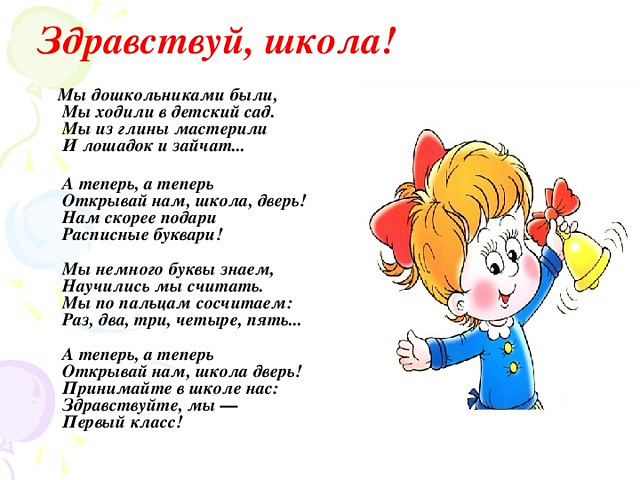 Здравствуй, школа!
Мы дошкольниками были,
Мы ходили в детский сад.
Мы из глины мастерили
И лошадок и зайчат...
А теперь, а теперь
Открывай нам, школа, дверь!
Нам скорее подари
Расписные буквари!
Мы немного буквы знаем,
Научились мы считать.
Мы по пальцам сосчитаем:
Раз, два, три, четыре, пять...
А теперь, а теперь
Открывай нам, школа дверь!
Принимайте в школе нас:
Здравствуйте, мы —
Первый класс!